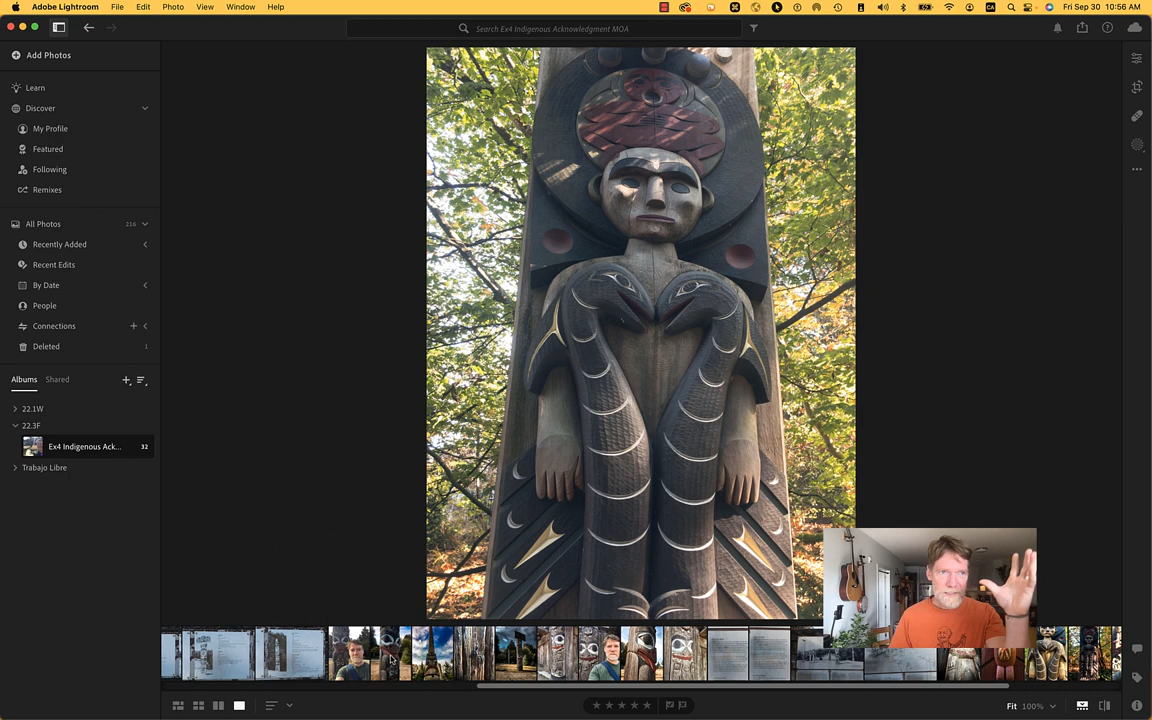 Adobe Lightroom File Edit Photo View Window Help
CA Fri Sep 30 10:56 AM
Search Ex4 Indigenous Acknowledgment MOA
Add Photos
Learn
Discover
My Profile
Featured
Following
Remixes
All Photos 216
Recently Added
Recent Edits
By Date
People
Connections
Deleted 1
Albums Shared
22.1W
22.3F
Ex4 Indigenous Ack... 32
Trabajo Libre
Fit 100%